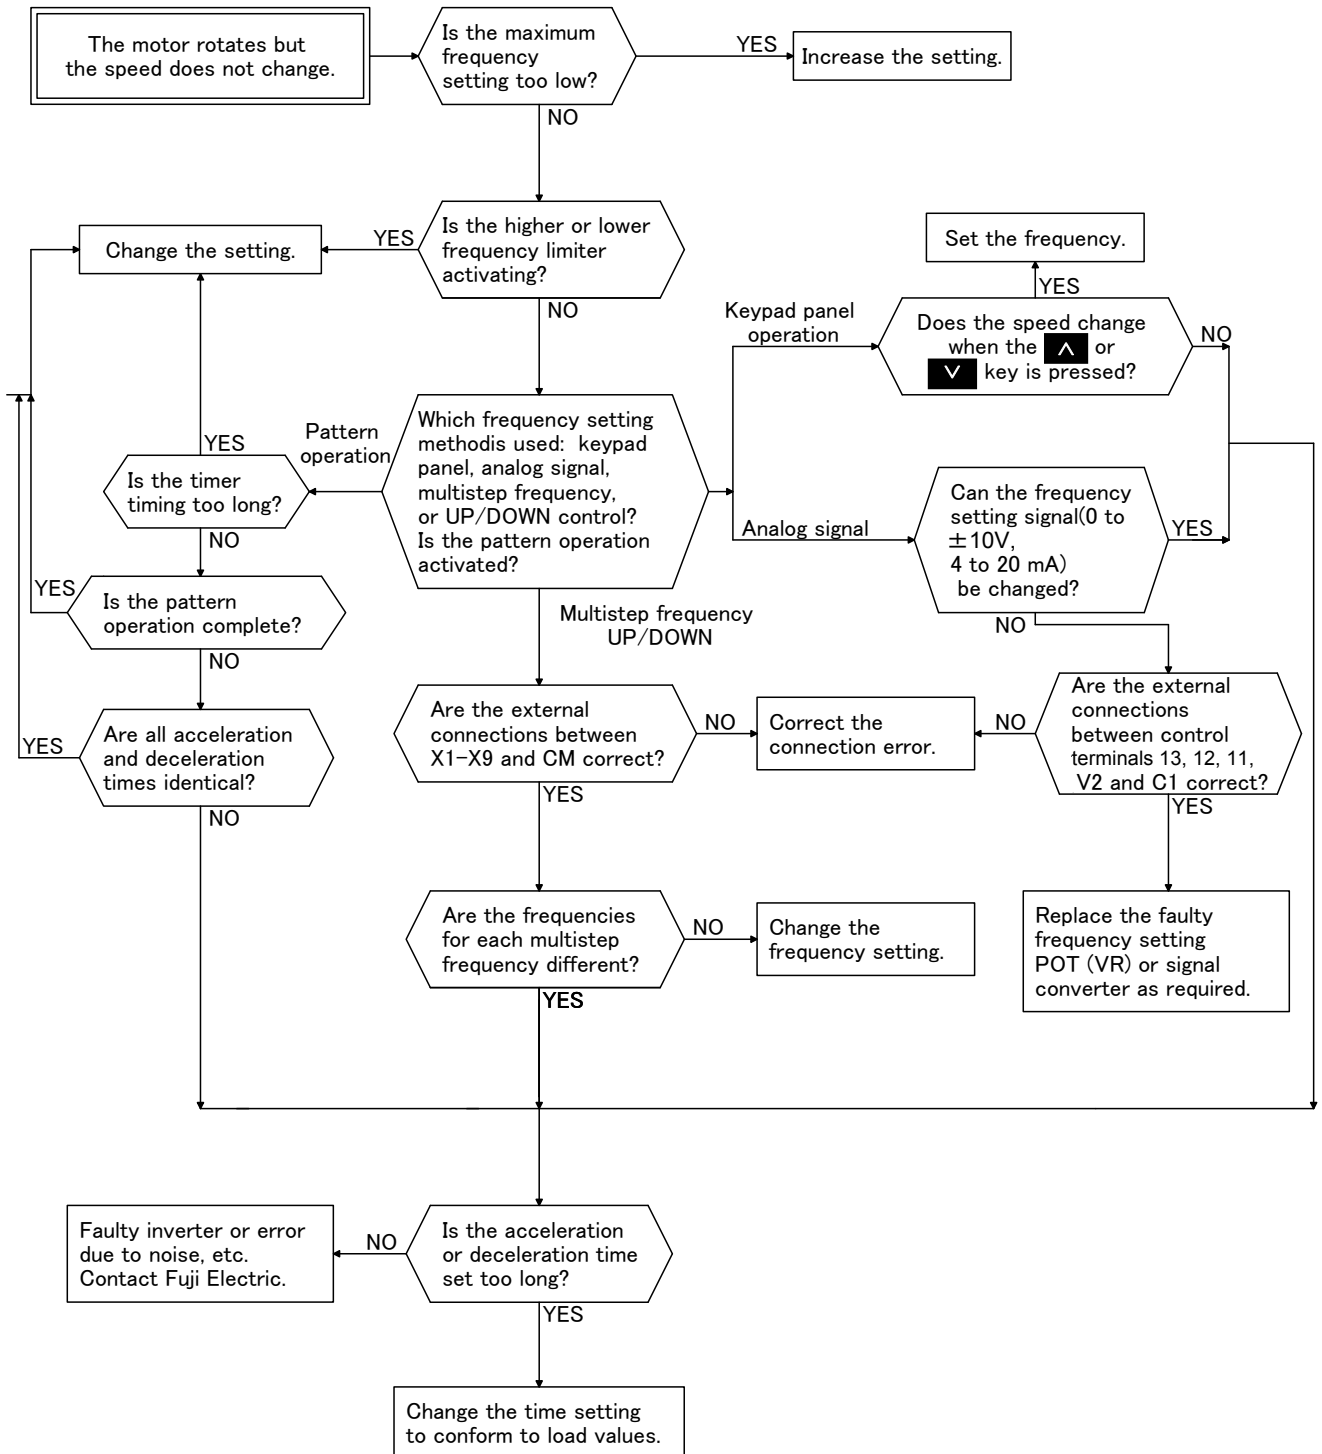 The motor rotates but
the speed does not change.
Is the maximum
frequency
setting too low?
YES
Increase the setting.
NO
Change the setting.
YES
Is the higher or lower
frequency limiter
activating?
NO
Set the frequency.
YES
Keypad panel
operation
Does the speed change
when the ∧ or
∨ key is pressed?
NO
Pattern
operation
Which frequency setting
methodis used: keypad
panel, analog signal,
multistep frequency,
or UP/DOWN control?
Is the pattern operation
activated?
YES
Is the timer
timing too long?
NO
Analog signal
Can the frequency
setting signal(0 to
±10V,
4 to 20 mA)
be changed?
YES
NO
YES
Is the pattern
operation complete?
NO
Multistep frequency
UP/DOWN
YES
Are all acceleration
and deceleration
times identical?
NO
Are the external
connections between
X1-X9 and CM correct?
NO
YES
Correct the
connection error.
NO
Are the external
connections
between control
terminals 13, 12, 11,
V2 and C1 correct?
YES
Are the frequencies
for each multistep
frequency different?
NO
YES
Change the
frequency setting.
Replace the faulty
frequency setting
POT (VR) or signal
converter as required.
Faulty inverter or error
due to noise, etc.
Contact Fuji Electric.
NO
Is the acceleration
or deceleration time
set too long?
YES
Change the time setting
to conform to load values.